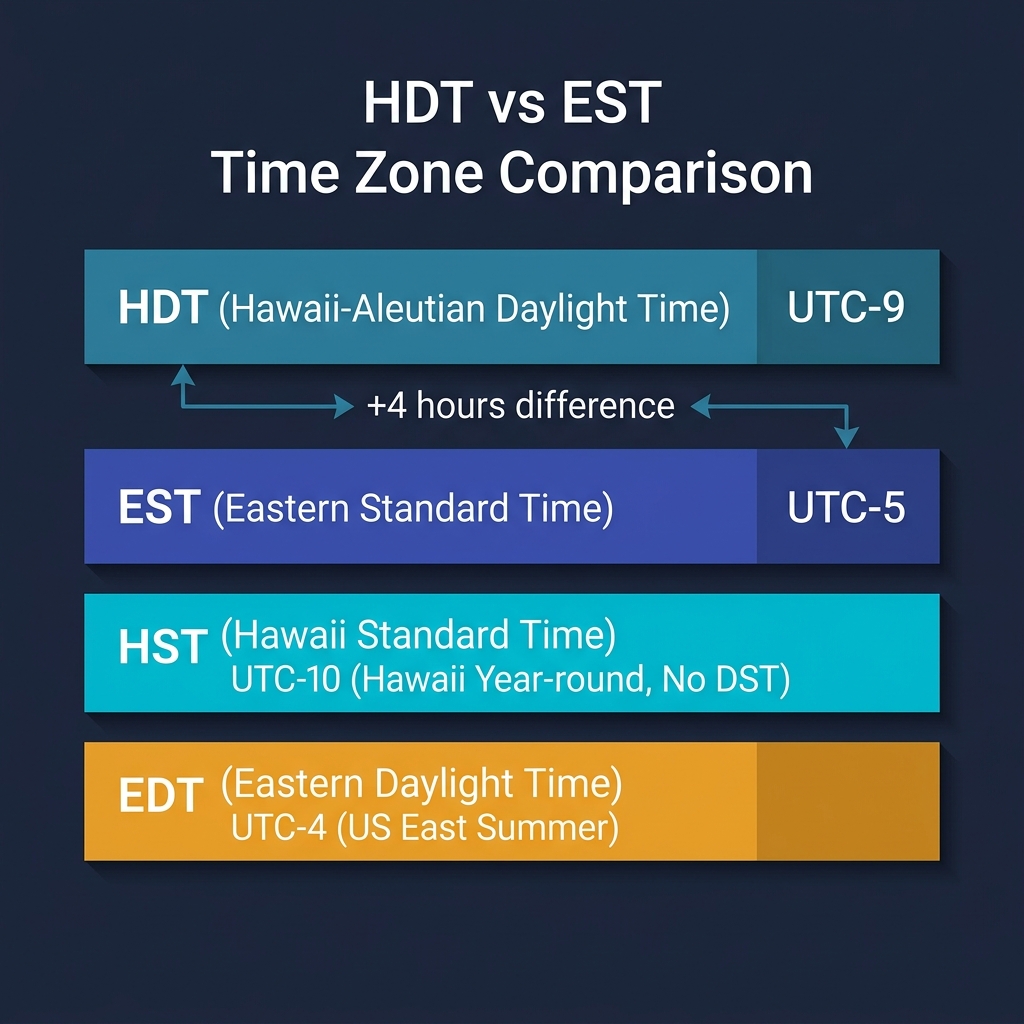 HDT vs EST
Time Zone Comparison
HDT (Hawaii-Aleutian Daylight Time) UTC-9
+4 hours difference
EST (Eastern Standard Time) UTC-5
HST (Hawaii Standard Time)
UTC-10 (Hawaii Year-round, No DST)
EDT (Eastern Daylight Time)
UTC-4 (US East Summer)